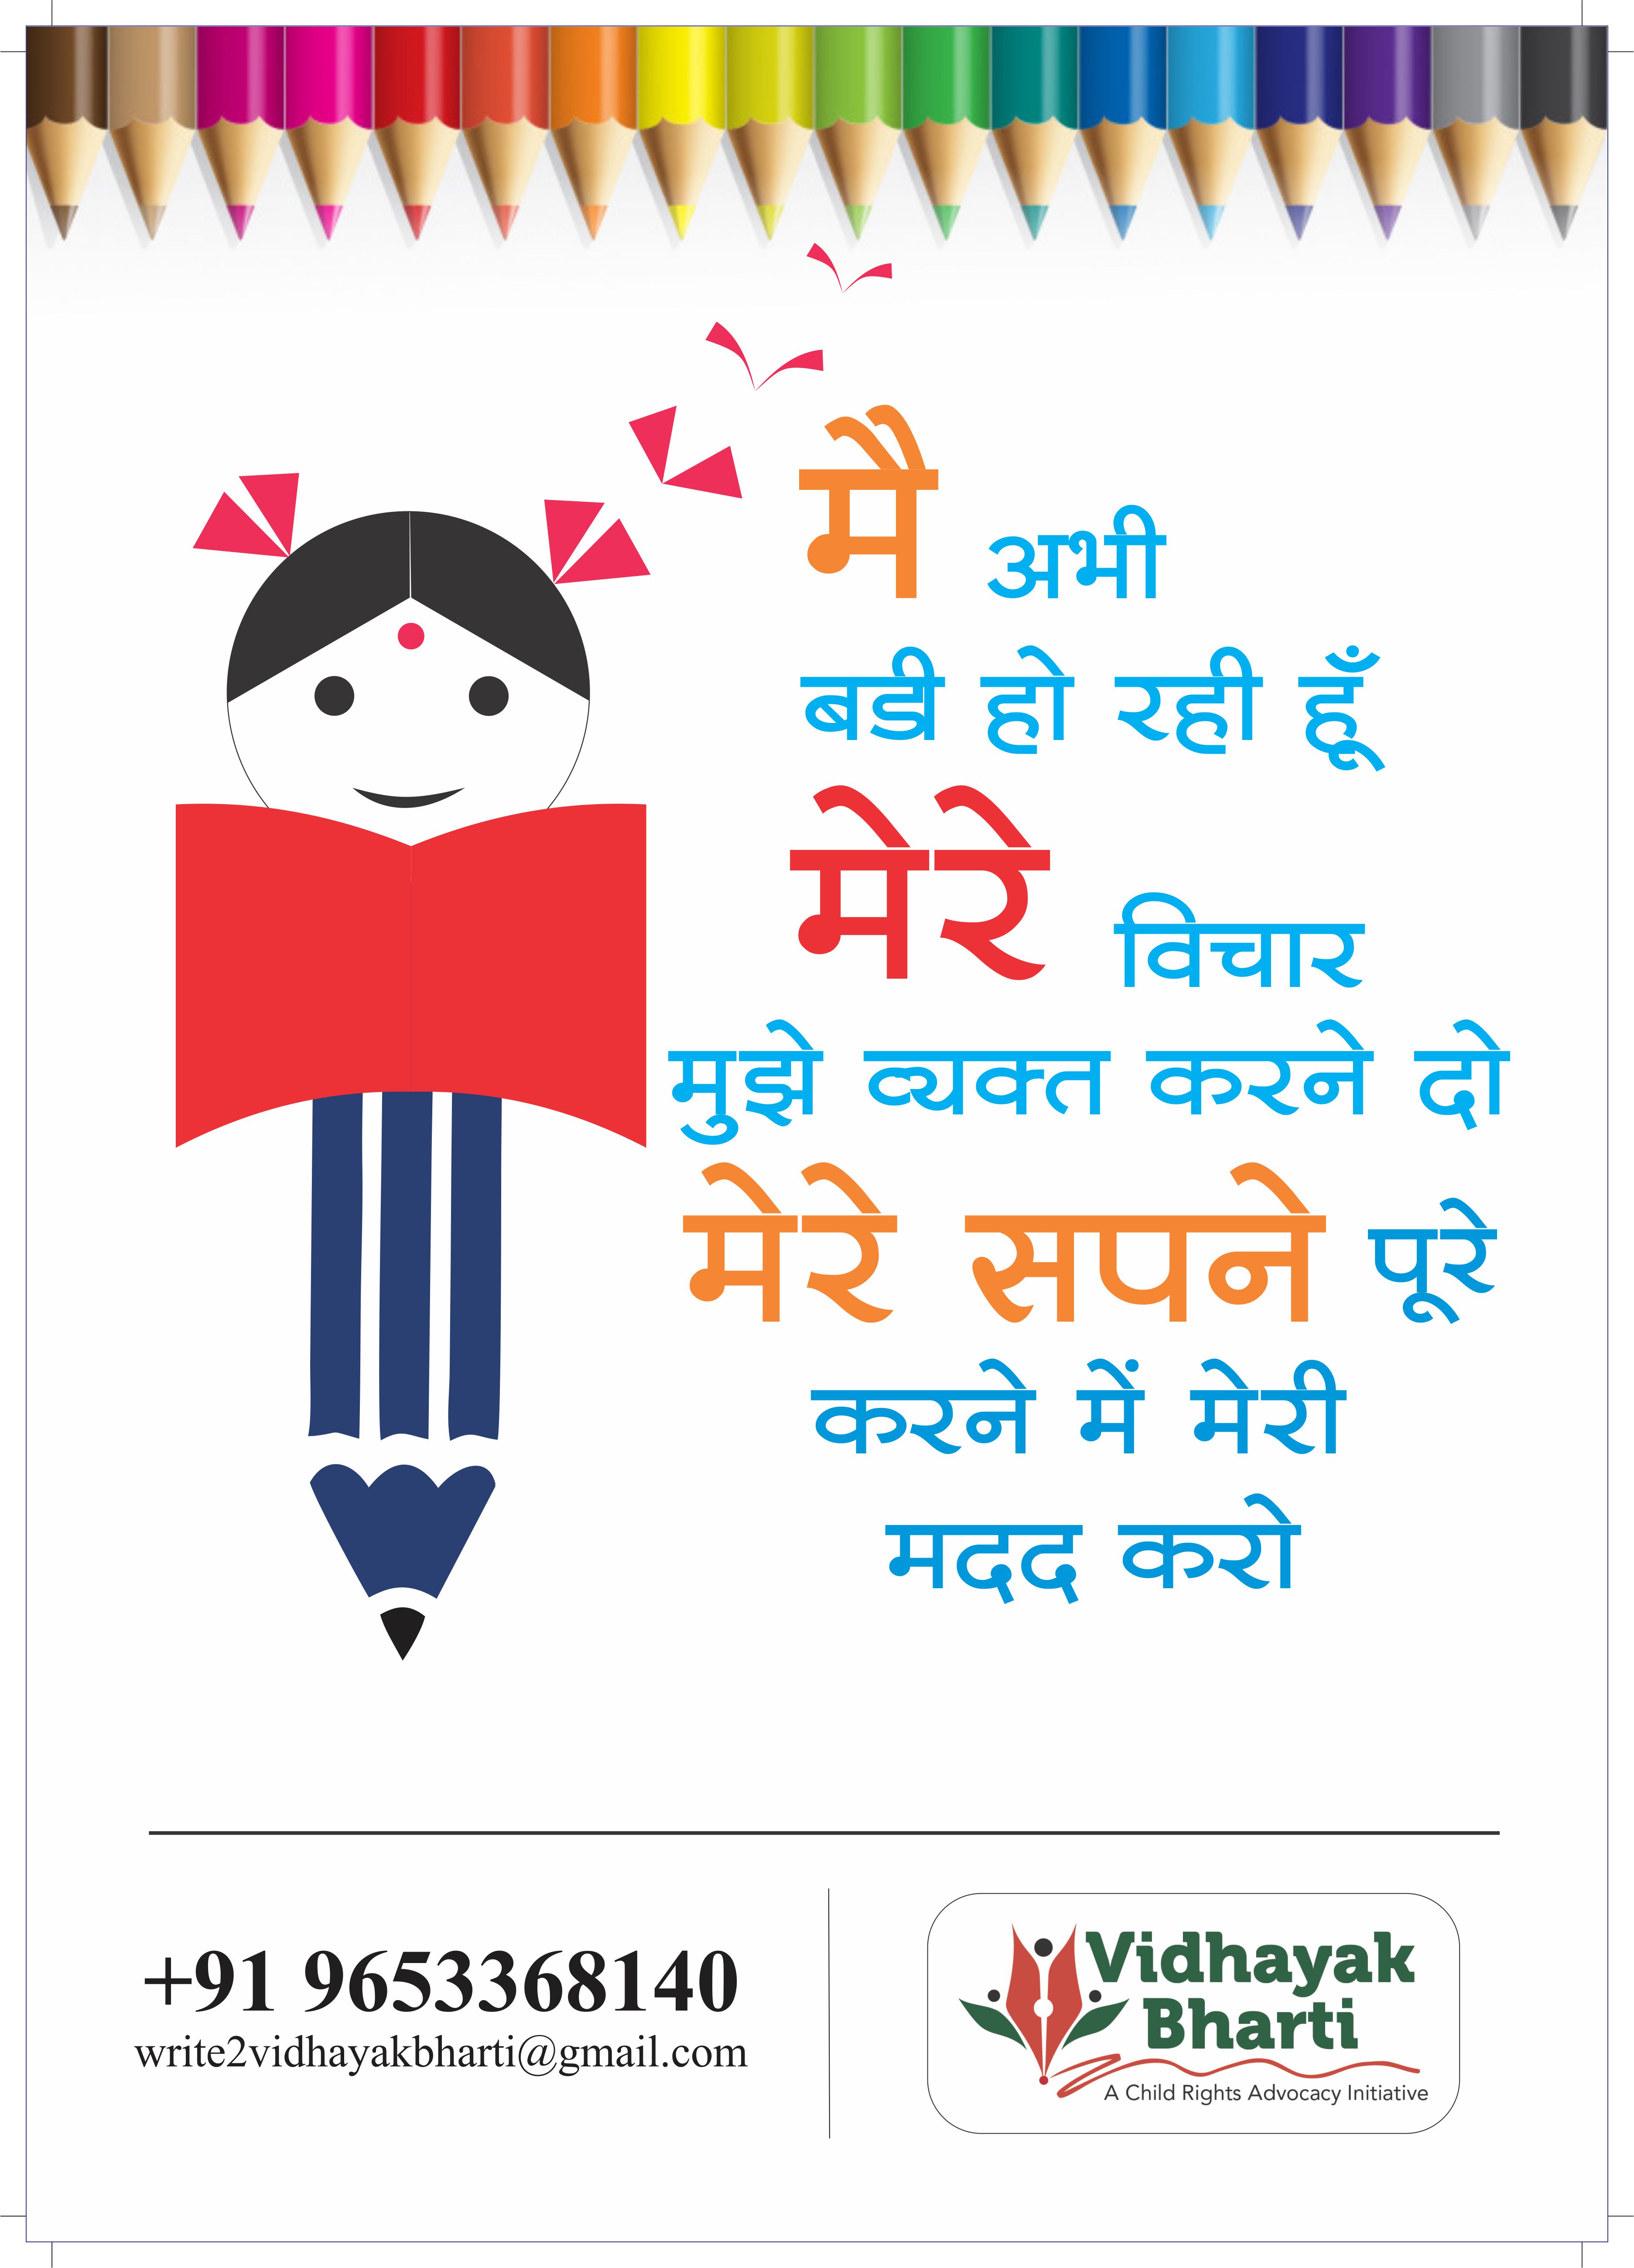 मै अभी
बडी हो रही हूँ
मेरे विचार
मुझे व्यक्त करने दो
मेरे सपने पूरे
करने में मेरी
मदद करो
+91 9653368140
write2vidhayakbharti@gmail.com
Vidhayak
Bharti
A Child Rights Advocacy Initiative